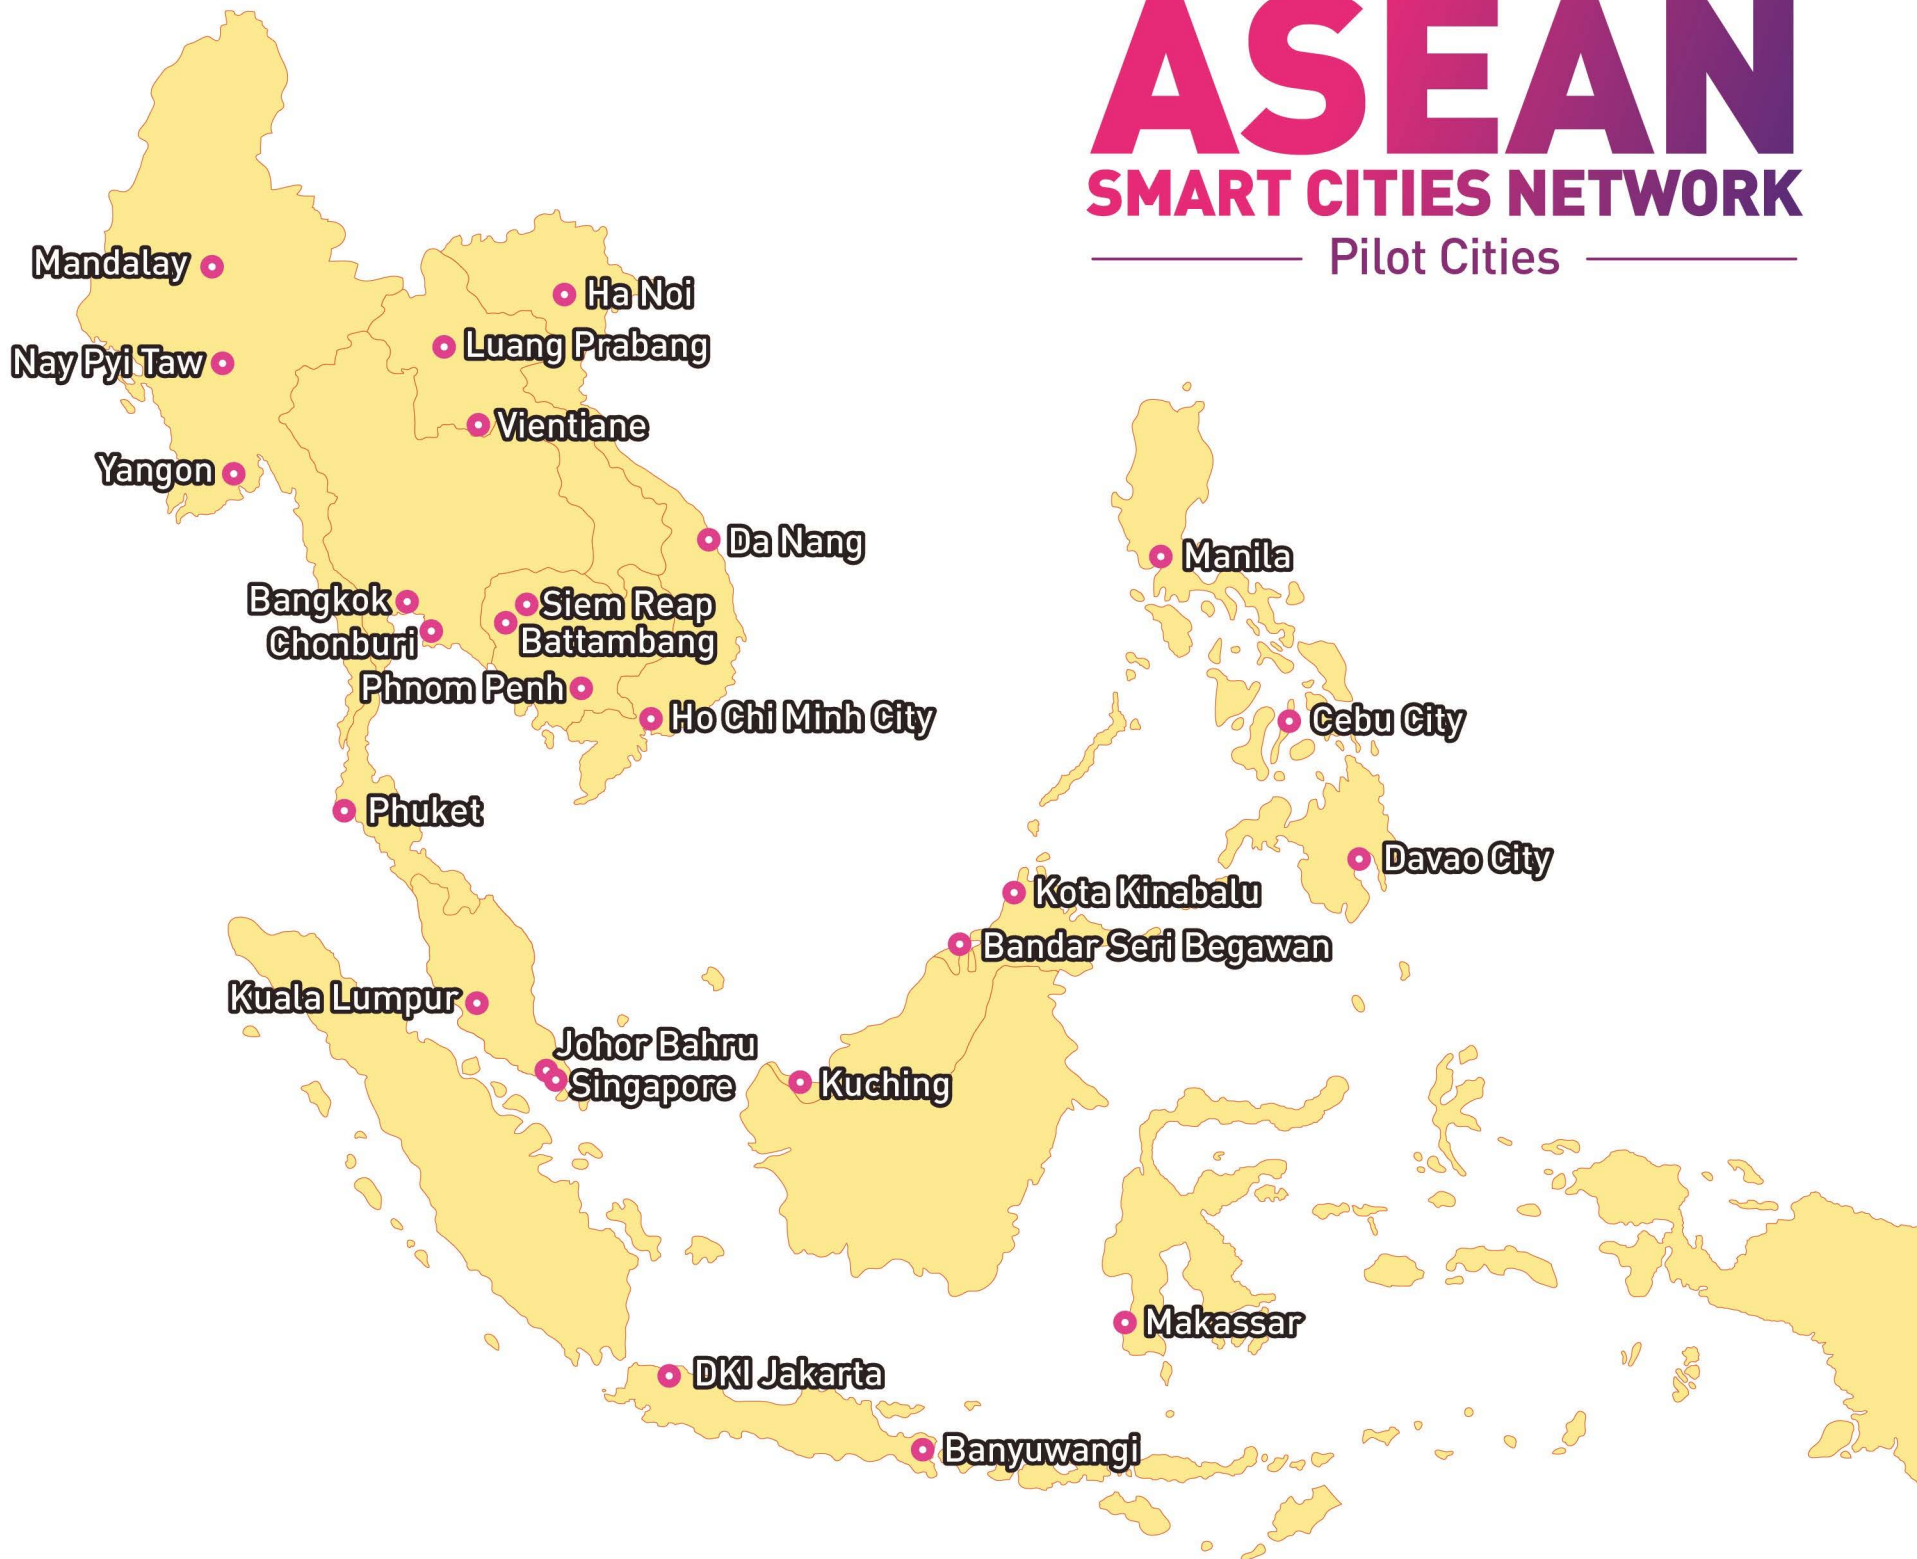 ASEAN
SMART CITIES NETWORK
Pilot Cities
Mandalay
Ha Noi
Luang Prabang
Nay Pyi Taw
Vientiane
Yangon
Da Nang
Manila
Bangkok
Siem Reap
Chonburi
Battambang
Phnom Penh
Ho Chi Minh City
Cebu City
Phuket
Davao City
Kota Kinabalu
Bandar Seri Begawan
Kuala Lumpur
Johor Bahru
Singapore
Kuching
Makassar
DKI Jakarta
Banyuwangi